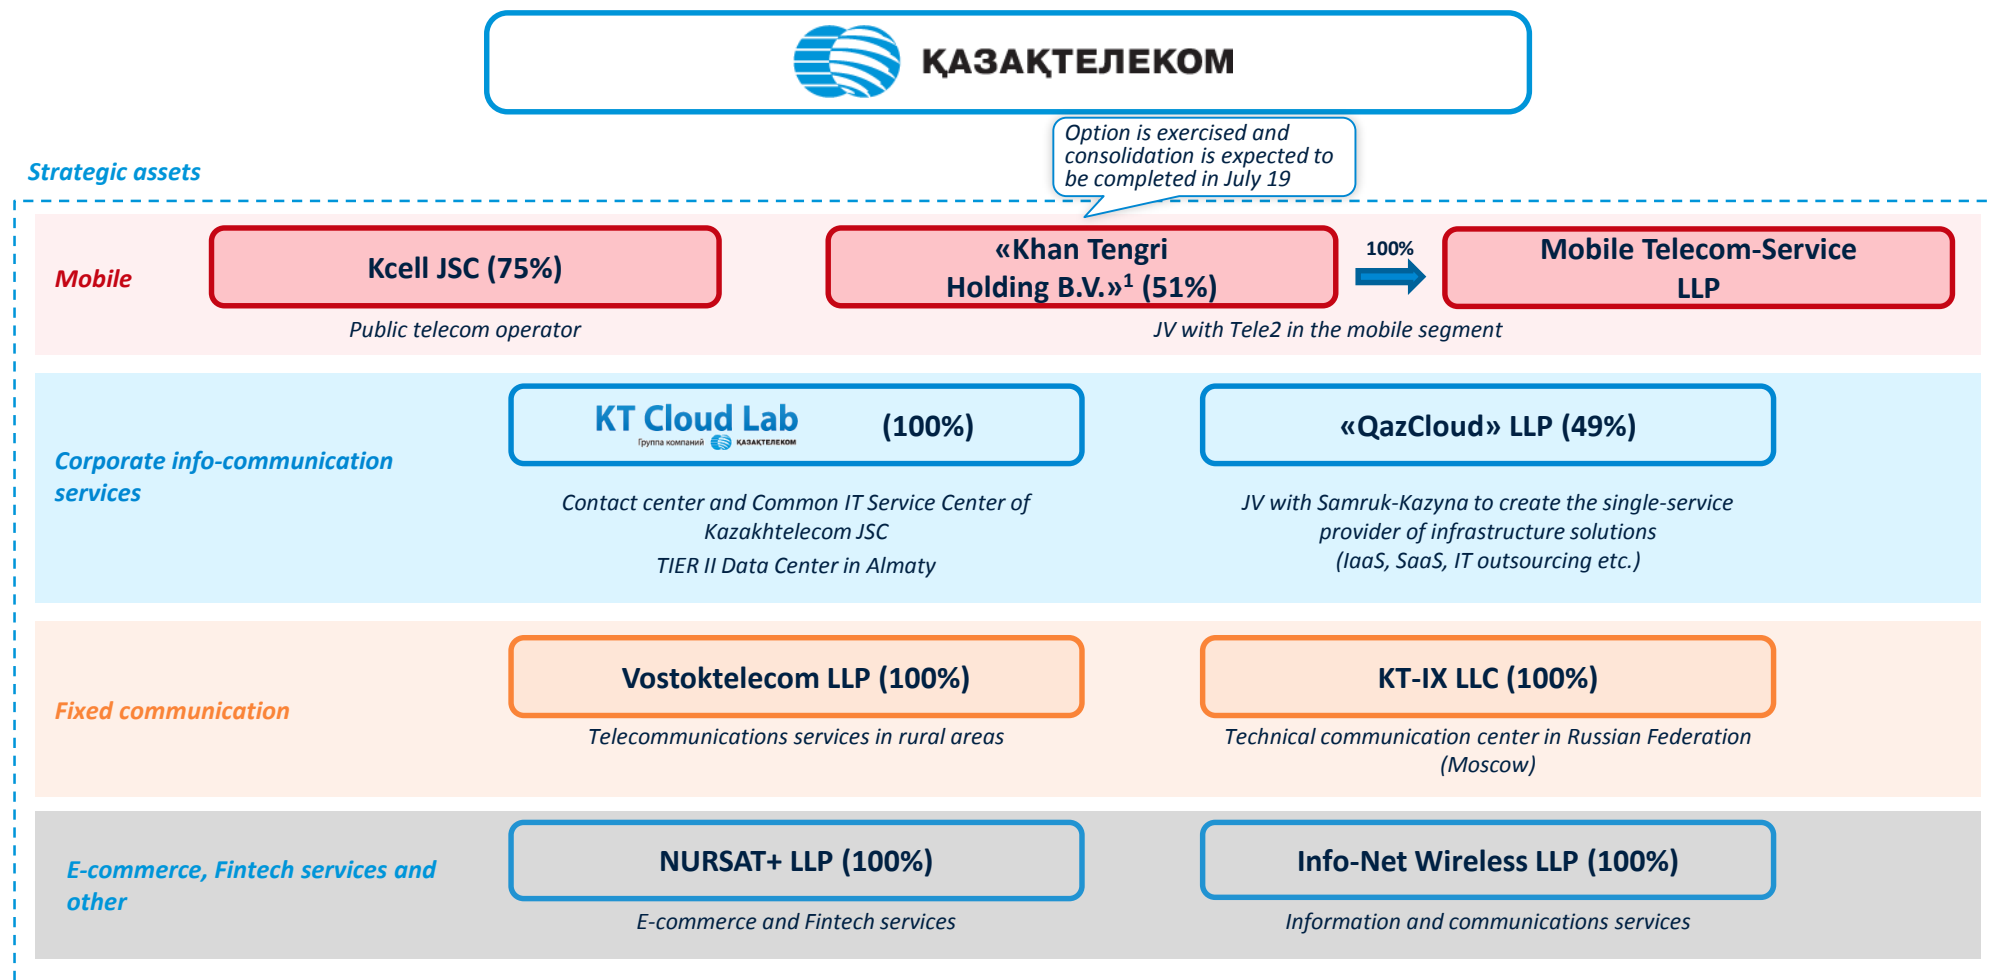 ҚАЗАҚТЕЛЕКОМ
Option is exercised and
consolidation is expected to
be completed in July 19
Strategic assets
Mobile
Kcell JSC (75%)
Public telecom operator
«Khan Tengri
Holding B.V.»¹ (51%)
100%
Mobile Telecom-Service
LLP
JV with Tele2 in the mobile segment
Corporate info-communication
services
KT Cloud Lab
Группа компаний ҚАЗАҚТЕЛЕКОМ
(100%)
Contact center and Common IT Service Center of
Kazakhtelecom JSC
TIER II Data Center in Almaty
«QazCloud» LLP (49%)
JV with Samruk-Kazyna to create the single-service
provider of infrastructure solutions
(IaaS, SaaS, IT outsourcing etc.)
Fixed communication
Vostoktelecom LLP (100%)
Telecommunications services in rural areas
KT-IX LLC (100%)
Technical communication center in Russian Federation
(Moscow)
E-commerce, Fintech services and
other
NURSAT+ LLP (100%)
E-commerce and Fintech services
Info-Net Wireless LLP (100%)
Information and communications services